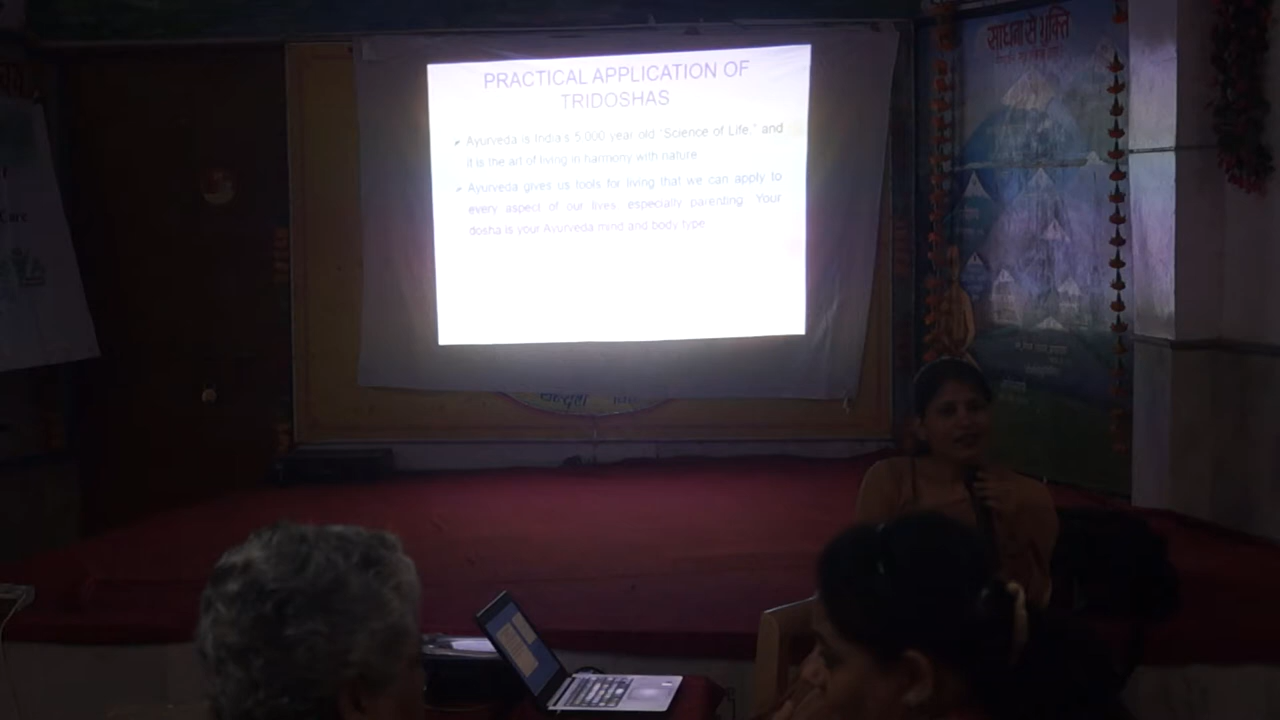 PRACTICAL APPLICATION OF
TRIDOSHAS
Ayurveda is India's 5,000 year old "Science of Life," and
it is the art of living in harmony with nature.
Ayurveda gives us tools for living that we can apply to
every aspect of our lives, especially parenting. Your
dosha is your Ayurveda mind and body type.
साधना से मुक्ति
Care